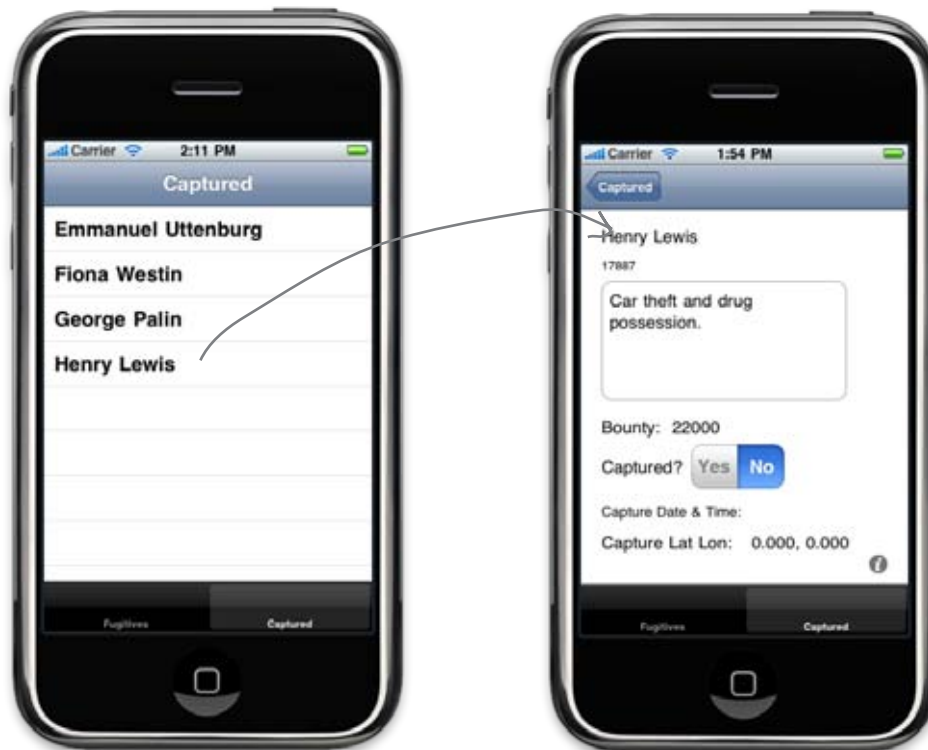 Carrier 2:11 PM
Captured
Emmanuel Uttenburg
Fiona Westin
George Palin
Henry Lewis
Fugitives Captured
Carrier 1:54 PM
Captured
Henry Lewis
17887
Car theft and drug
possession.
Bounty: 22000
Captured? Yes No
Capture Date & Time:
Capture Lat Lon: 0.000, 0.000
i
Fugitives Captured